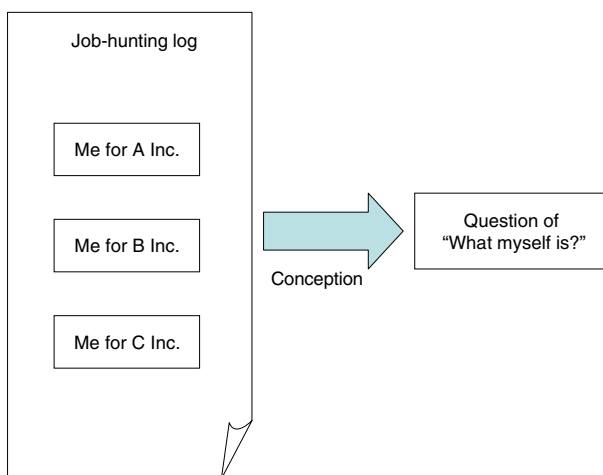 Job-hunting log
Me for A Inc.
Me for B Inc.
Me for C Inc.
Conception
Question of
“What myself is?”